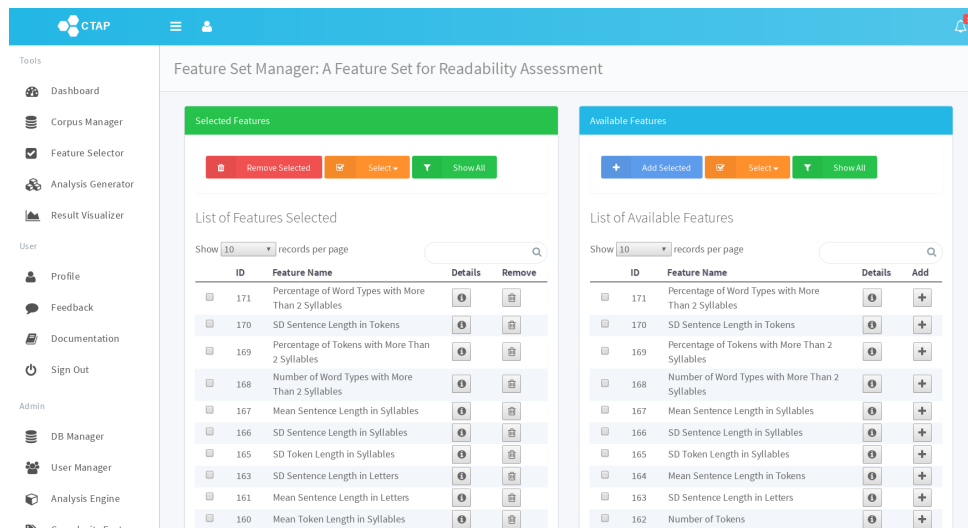 CTAP
Tools
Dashboard
Corpus Manager
Feature Selector
Analysis Generator
Result Visualizer
User
Profile
Feedback
Documentation
Sign Out
Admin
DB Manager
User Manager
Analysis Engine
Feature Set Manager: A Feature Set for Readability Assessment
Selected Features
Remove Selected Select Show All
List of Features Selected
Show 10 records per page
ID Feature Name Details Remove
171 Percentage of Word Types with More
Than 2 Syllables
170 SD Sentence Length in Tokens
169 Percentage of Tokens with More Than
2 Syllables
168 Number of Word Types with More
Than 2 Syllables
167 Mean Sentence Length in Syllables
166 SD Sentence Length in Syllables
165 SD Token Length in Syllables
163 SD Sentence Length in Letters
161 Mean Sentence Length in Letters
160 Mean Token Length in Letters
Available Features
Add Selected Select Show All
List of Available Features
Show 10 records per page
ID Feature Name Details Add
171 Percentage of Word Types with More
Than 2 Syllables
170 SD Sentence Length in Tokens
169 Percentage of Tokens with More Than 2
Syllables
168 Number of Word Types with More Than 2
Syllables
167 Mean Sentence Length in Syllables
166 SD Sentence Length in Syllables
165 SD Token Length in Syllables
164 Mean Sentence Length in Tokens
163 SD Sentence Length in Letters
162 Number of Tokens